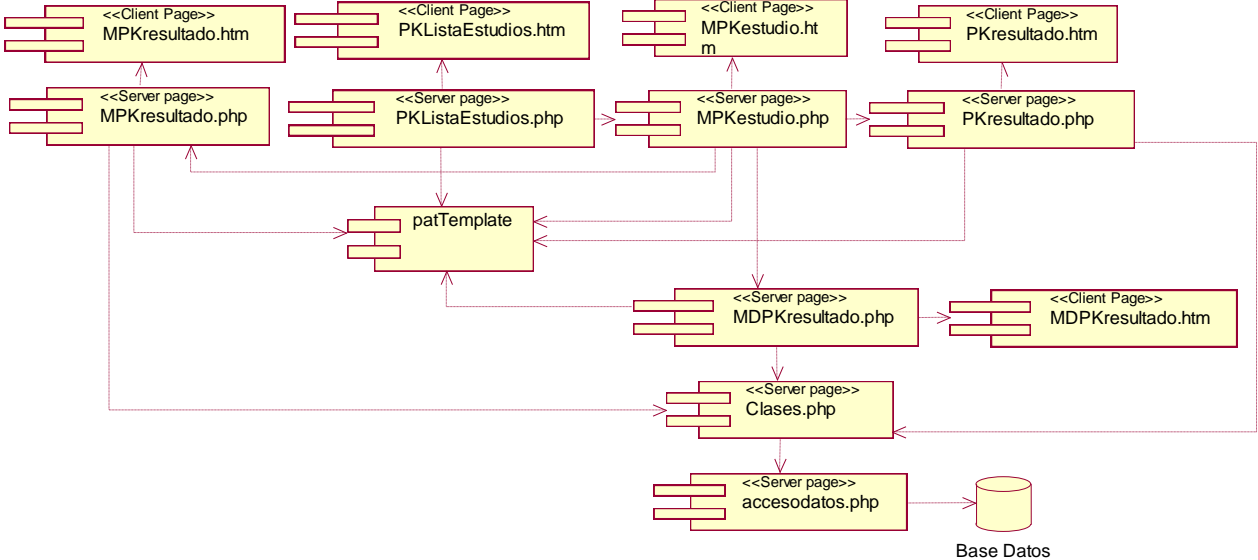 <<Client Page>>
MPKresultado.htm
<<Client Page>>
PKListaEstudios.htm
<<Client Page>>
MPKestudio.ht
m
<<Client Page>>
PKresultado.htm
<<Server page>>
MPKresultado.php
<<Server page>>
PKListaEstudios.php
<<Server page>>
MPKestudio.php
<<Server page>>
PKresultado.php
patTemplate
<<Server page>>
MDPKresultado.php
<<Client Page>>
MDPKresultado.htm
<<Server page>>
Clases.php
<<Server page>>
accesodatos.php
Base Datos